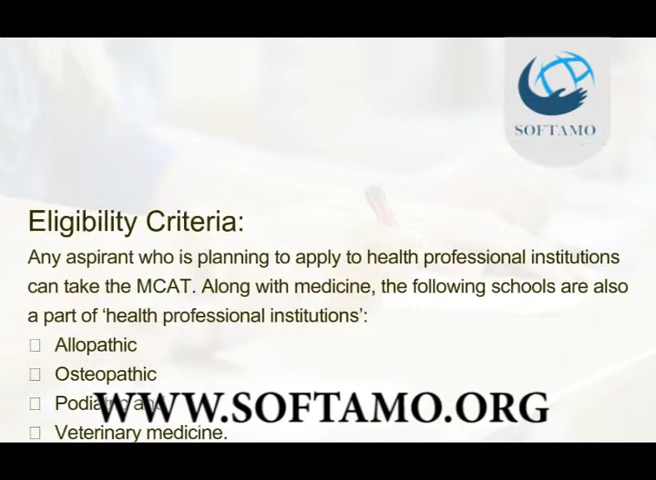 SOFTAMO
Eligibility Criteria:
Any aspirant who is planning to apply to health professional institutions
can take the MCAT. Along with medicine, the following schools are also
a part of ‘health professional institutions’:
Allopathic
Osteopathic
WWW.SOFTAMO.ORG
Veterinary medicine.